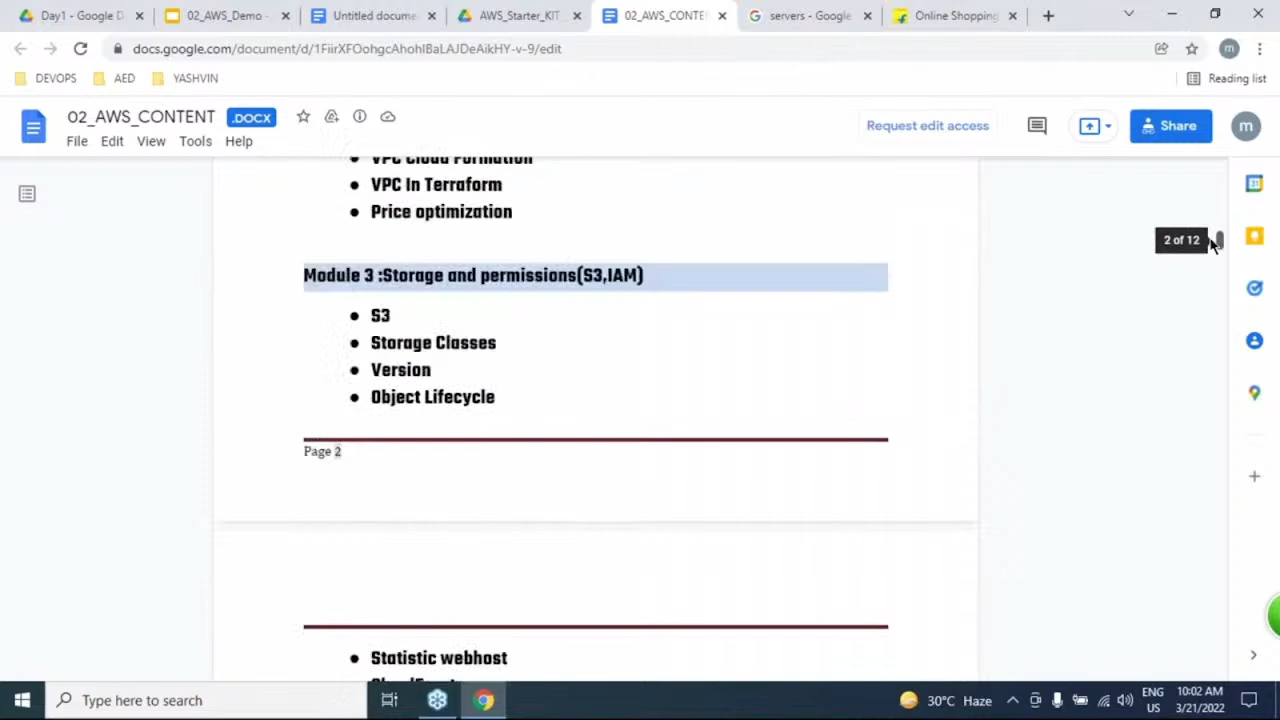 Day1 - Google D
02_AWS_Demo -
Untitled docume
AWS_Starter_KIT
02_AWS_CONTE
servers - Google
Online Shopping
docs.google.com/document/d/1FiirXFOohgcAhohIBaLAJDeAikHY-v-9/edit
m
DEVOPS
AED
YASHVIN
Reading list
02_AWS_CONTENT
.DOCX
Request edit access
Share
m
File Edit View Tools Help
VPC Cloud Formation
VPC In Terraform
Price optimization
2 of 12
Module 3 :Storage and permissions(S3,IAM)
S3
Storage Classes
Version
Object Lifecycle
Page 2
Statistic webhost
Type here to search
30°C Haze
ENG
US
10:02 AM
3/21/2022